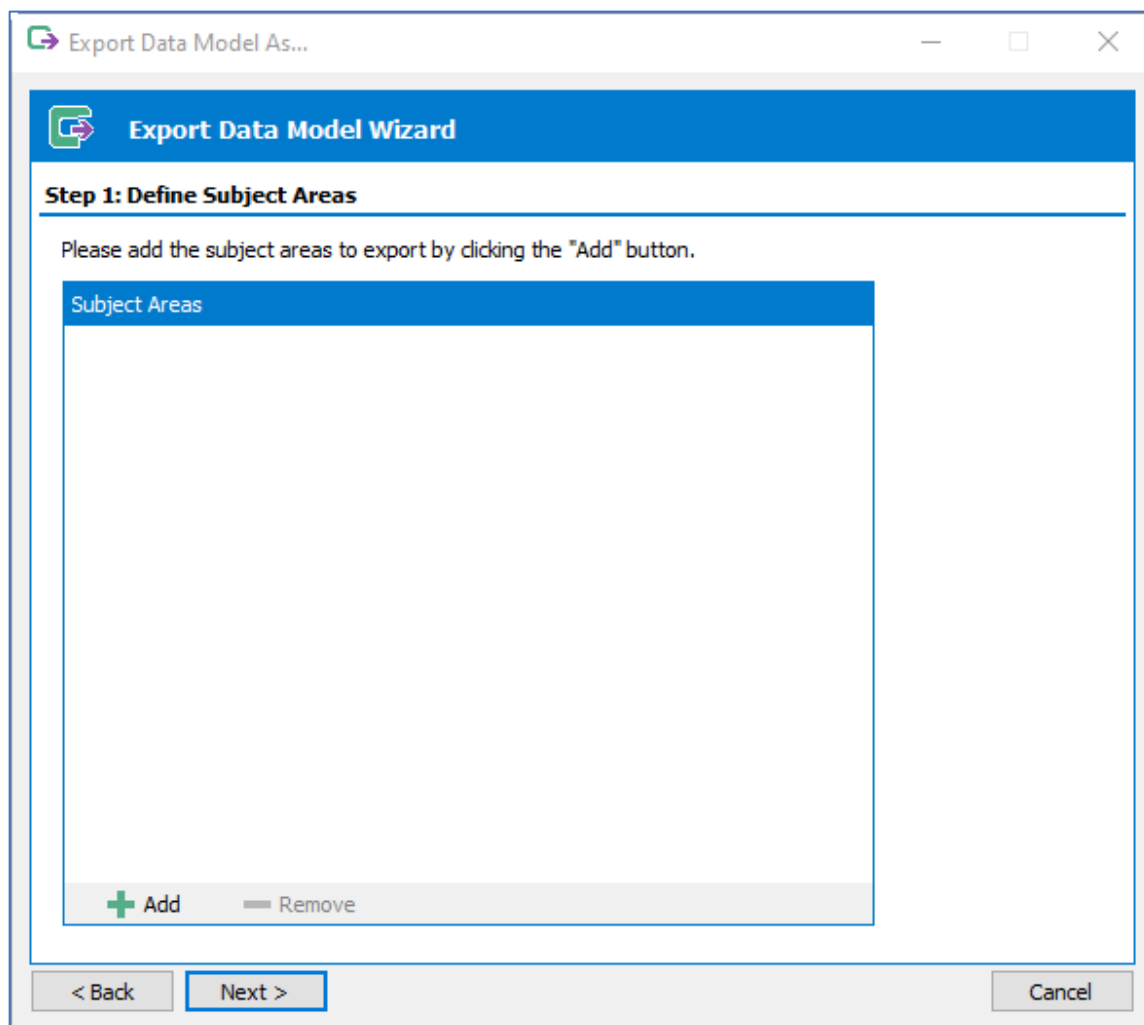 Export Data Model As...
Export Data Model Wizard
Step 1: Define Subject Areas
Please add the subject areas to export by clicking the "Add" button.
Subject Areas
Add Remove
< Back Next > Cancel